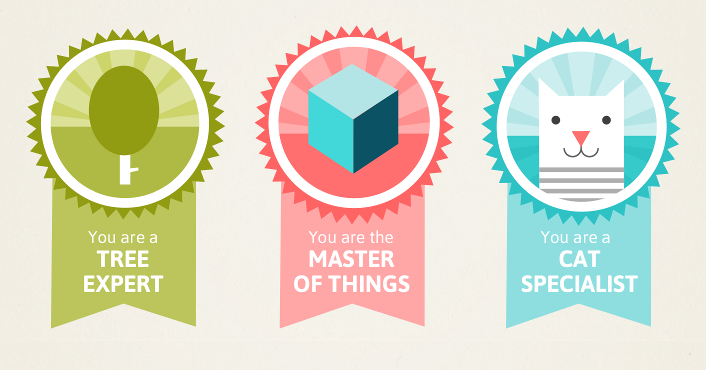 You are a
TREE
EXPERT
You are the
MASTER
OF THINGS
You are a
CAT
SPECIALIST